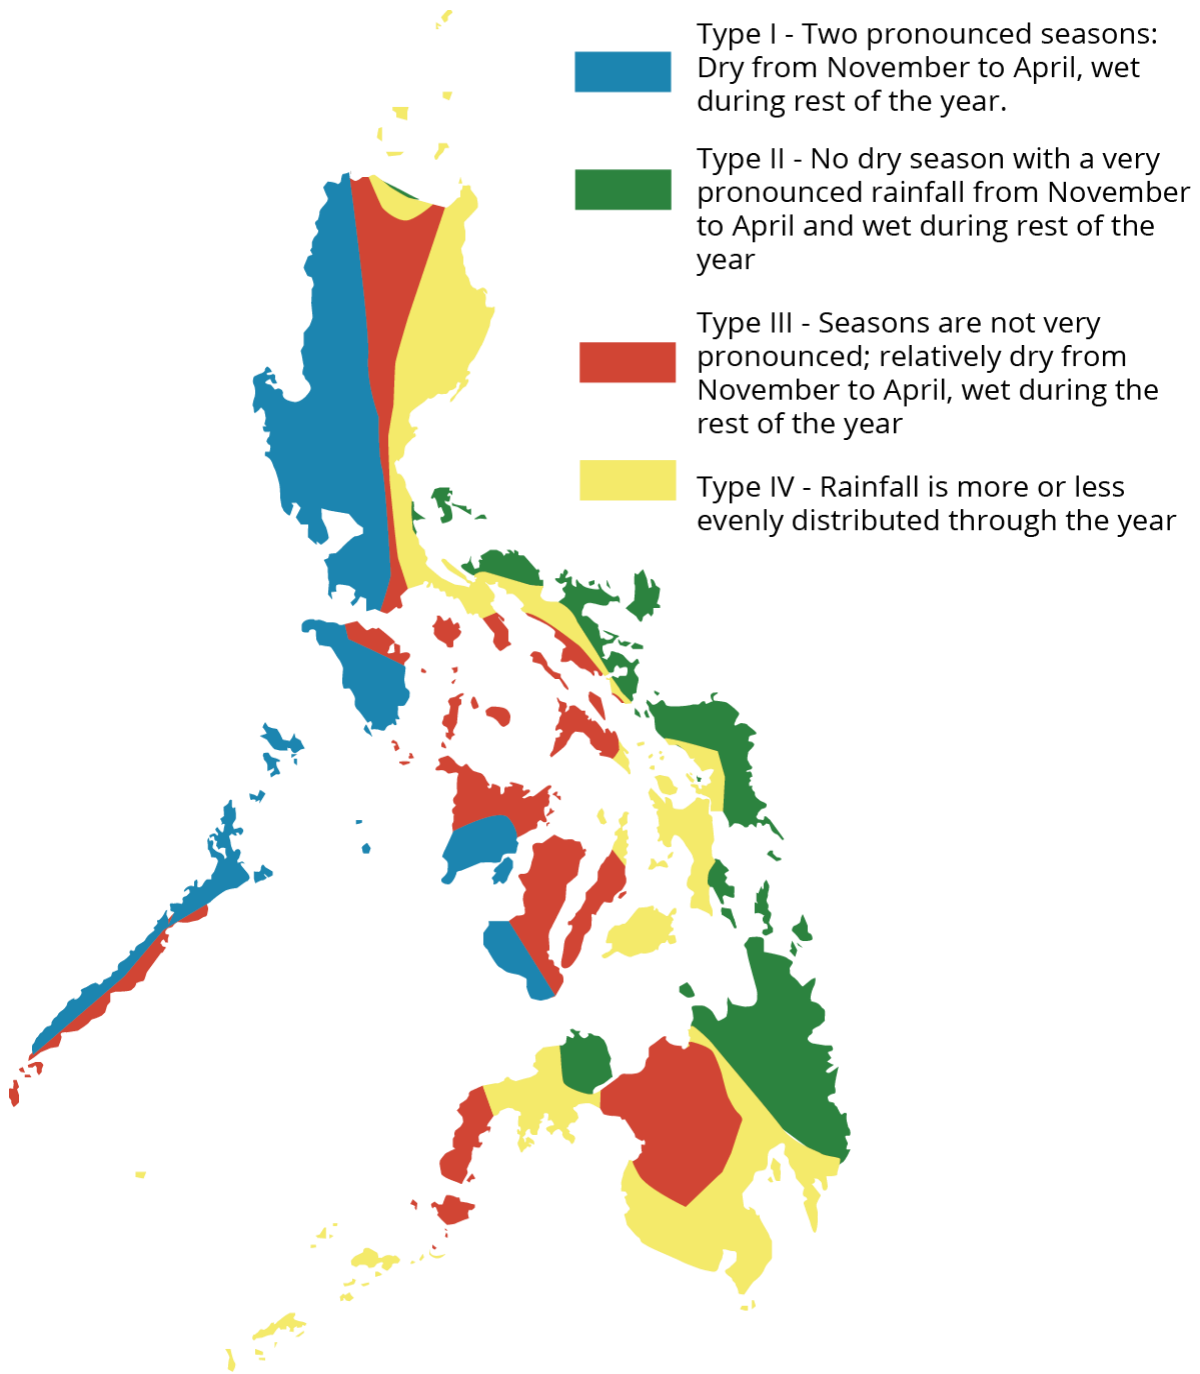 Type I - Two pronounced seasons:
Dry from November to April, wet
during rest of the year.
Type II - No dry season with a very
pronounced rainfall from November
to April and wet during rest of the
year
Type III - Seasons are not very
pronounced; relatively dry from
November to April, wet during the
rest of the year
Type IV - Rainfall is more or less
evenly distributed through the year